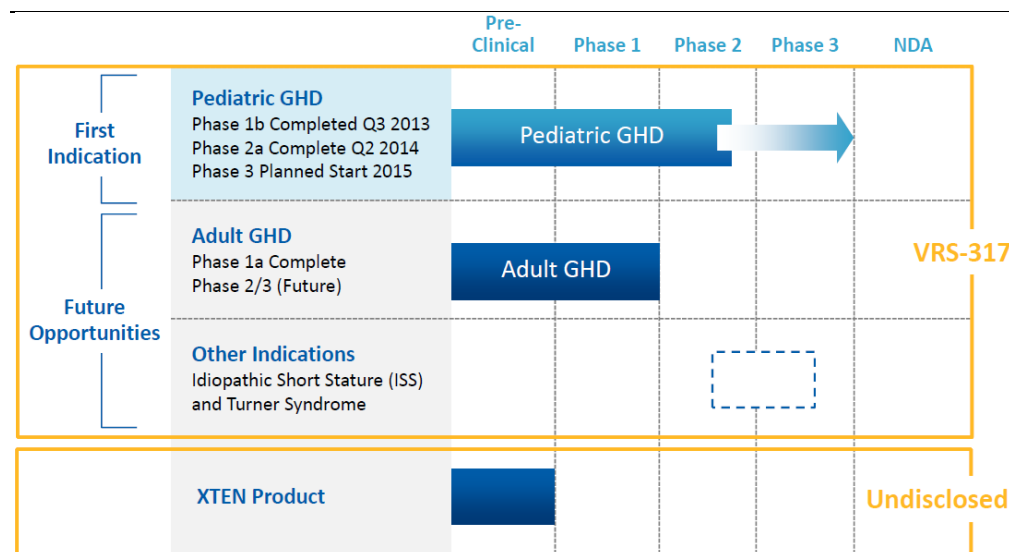 Pre-
Clinical
Phase 1
Phase 2
Phase 3
NDA
First
Indication
Pediatric GHD
Phase 1b Completed Q3 2013
Phase 2a Complete Q2 2014
Phase 3 Planned Start 2015
Pediatric GHD
Future
Opportunities
Adult GHD
Phase 1a Complete
Phase 2/3 (Future)
Adult GHD
VRS-317
Other Indications
Idiopathic Short Stature (ISS)
and Turner Syndrome
XTEN Product
Undisclosed